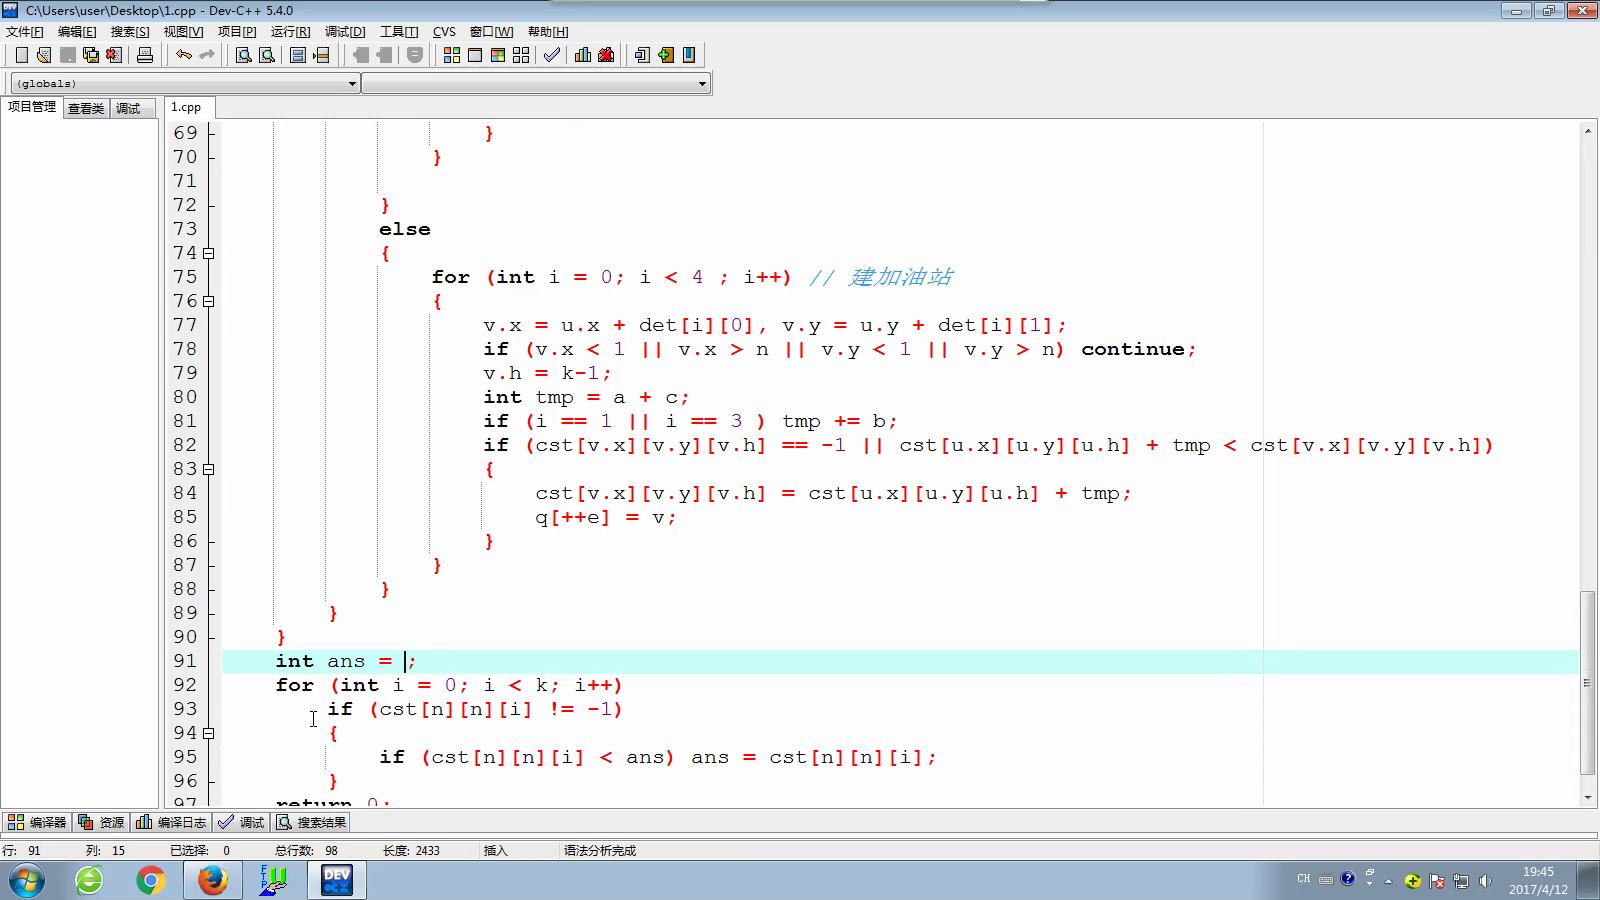 C:\Users\user\Desktop\1.cpp - Dev-C++ 5.4.0
文件[F] 编辑[E] 搜索[S] 视图[V] 项目[P] 运行[R] 调试[D] 工具[T] CVS 窗口[W] 帮助[H]
(globals)
项目管理 查看类 调试 1.cpp
69 }
70 }
71
72 }
73 else
74 {
75 for (int i = 0; i < 4 ; i++) // 建加油站
76 {
77 v.x = u.x + det[i][0], v.y = u.y + det[i][1];
78 if (v.x < 1 || v.x > n || v.y < 1 || v.y > n) continue;
79 v.h = k-1;
80 int tmp = a + c;
81 if (i == 1 || i == 3 ) tmp += b;
82 if (cst[v.x][v.y][v.h] == -1 || cst[u.x][u.y][u.h] + tmp < cst[v.x][v.y][v.h])
83 {
84 cst[v.x][v.y][v.h] = cst[u.x][u.y][u.h] + tmp;
85 q[++e] = v;
86 }
87 }
88 }
89 }
90 }
91 int ans = ;
92 for (int i = 0; i < k; i++)
93 if (cst[n][n][i] != -1)
94 {
95 if (cst[n][n][i] < ans) ans = cst[n][n][i];
96 }
97 return 0;
编译器 资源 编译日志 调试 搜索结果
行: 91 列: 15 已选择: 0 总行数: 98 长度: 2433 插入 语法分析完成
CH 19:45
2017/4/12